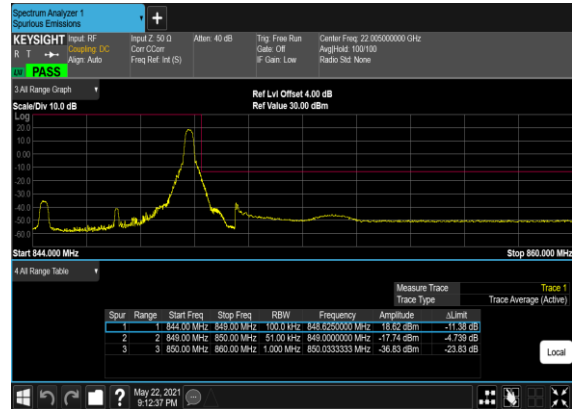 Spectrum Analyzer 1
Spurious Emissions
KEYSIGHT Input: RF Input Z: 50 Ω Atten: 40 dB Trig: Free Run Center Freq: 22.005000000 GHz
R T Coupling: DC Corr CCorr Gate: Off Avg|Hold: 100/100
Align: Auto Freq Ref: Int (S) IF Gain: Low Radio Std: None
PASS
3 All Range Graph
Ref Lvl Offset 4.00 dB
Scale/Div 10.0 dB Ref Value 30.00 dBm
Log
20.0
10.0
0.00
-10.0
-20.0
-30.0
-40.0
-50.0
-60.0
Start 844.000 MHz Stop 860.000 MHz
4 All Range Table
Measure Trace Trace 1
Trace Type Trace Average (Active)
Spur Range Start Freq Stop Freq RBW Frequency Amplitude ΔLimit
1 1 844.00 MHz 849.00 MHz 100.0 kHz 848.6250000 MHz 18.62 dBm -11.38 dB
2 2 849.00 MHz 850.00 MHz 51.00 kHz 849.0000000 MHz -17.74 dBm -4.739 dB
3 3 850.00 MHz 860.00 MHz 1.000 MHz 850.0333333 MHz -36.83 dBm -23.83 dB
Local
? May 22, 2021
9:12:37 PM